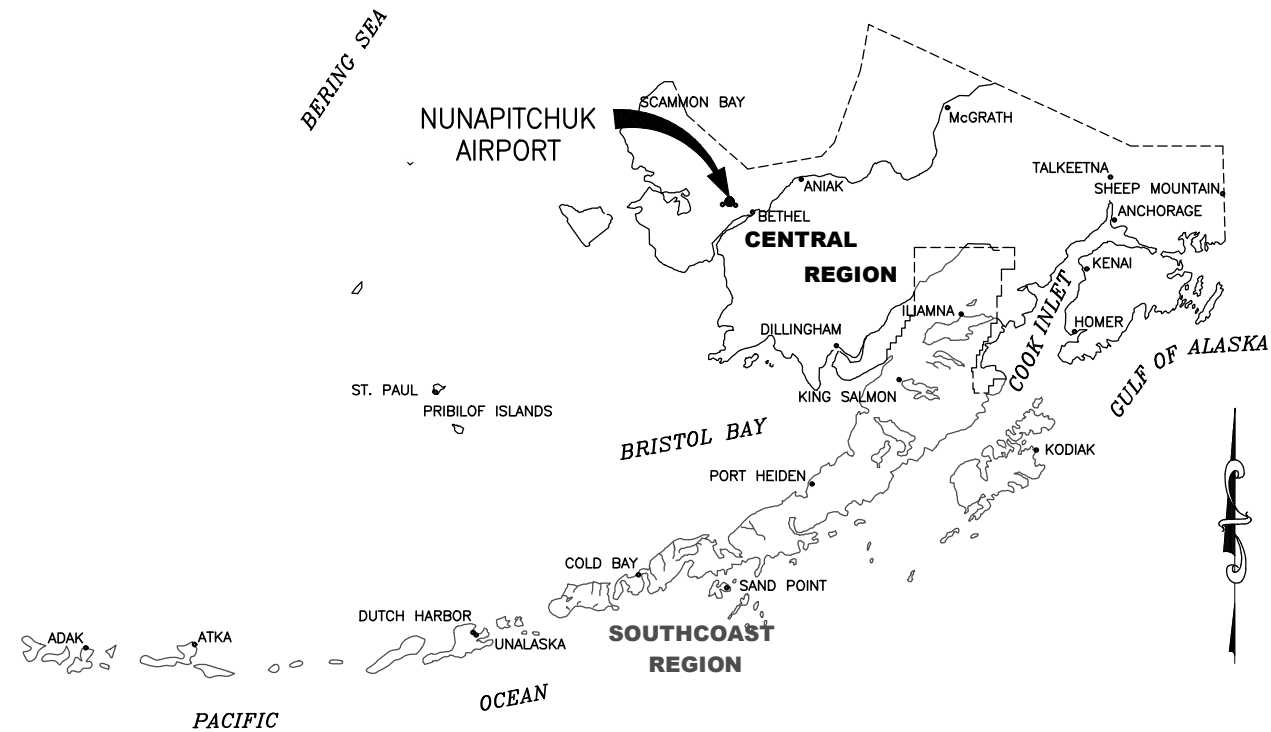 BERING SEA
SCAMMON BAY
NUNAPITCHUK
AIRPORT
McGRATH
TALKEETNA
ANIAK
SHEEP MOUNTAIN
BETHEL
ANCHORAGE
CENTRAL
REGION
KENAI
ILIAMNA
COOK INLET
HOMER
DILLINGHAM
GULF OF ALASKA
ST. PAUL
KING SALMON
PRIBILOF ISLANDS
BRISTOL BAY
KODIAK
PORT HEIDEN
COLD BAY
SAND POINT
DUTCH HARBOR
SOUTHCOAST
REGION
ADAK
ATKA
UNALASKA
OCEAN
PACIFIC